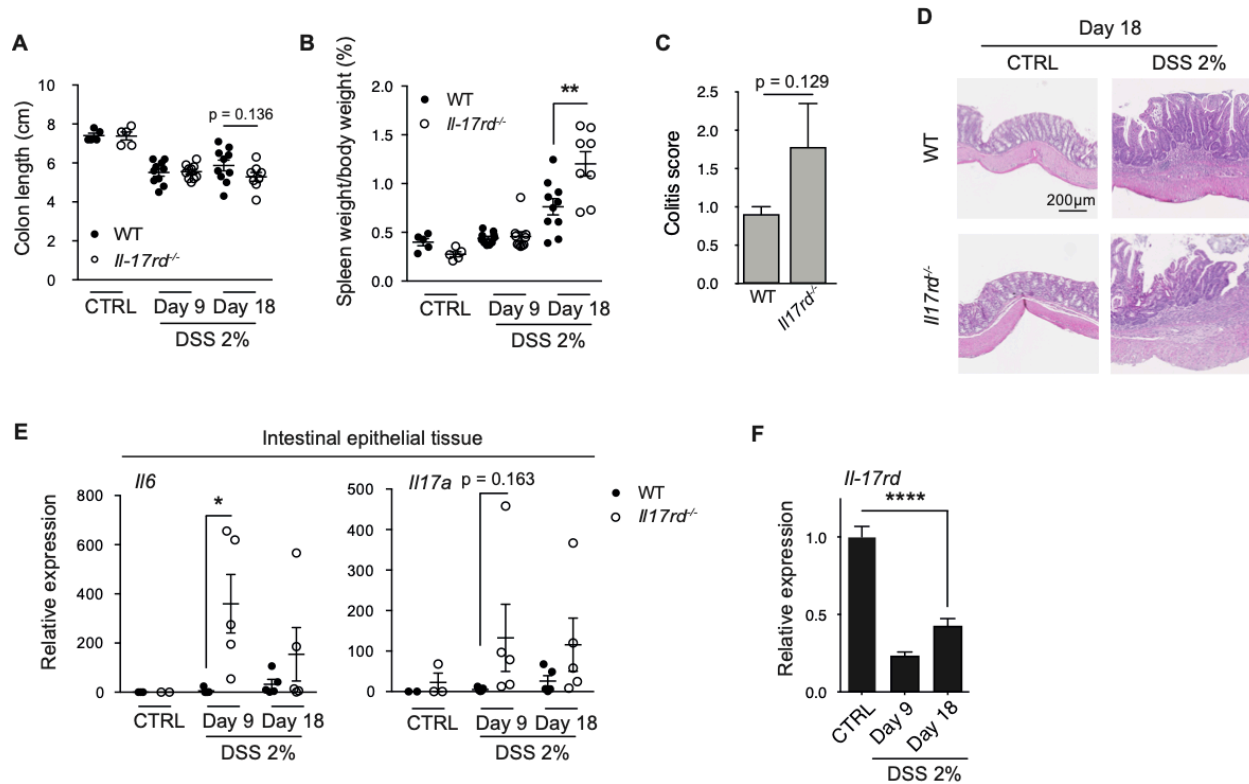 A
Colon length (cm)
10
8
6
4
2
0
p = 0.136
WT
Il-17rd-/-
CTRL
Day 9
Day 18
DSS 2%
B
Spleen weight/body weight (%)
2.0
1.5
1.0
0.5
0.0
WT
Il-17rd-/-
**
CTRL
Day 9
Day 18
DSS 2%
C
p = 0.129
Colitis score
2.5
2.0
1.5
1.0
0.5
0.0
WT
Il17rd-/-
D
Day 18
CTRL
DSS 2%
WT
200µm
Il17rd-/-
E
Intestinal epithelial tissue
Il6
Relative expression
800
600
400
200
0
*
CTRL
Day 9
Day 18
DSS 2%
Il17a
p = 0.163
500
400
300
200
100
0
CTRL
Day 9
Day 18
DSS 2%
WT
Il17rd-/-
F
Il-17rd
****
Relative expression
1.0
0.5
0.0
CTRL
Day 9
Day 18
DSS 2%